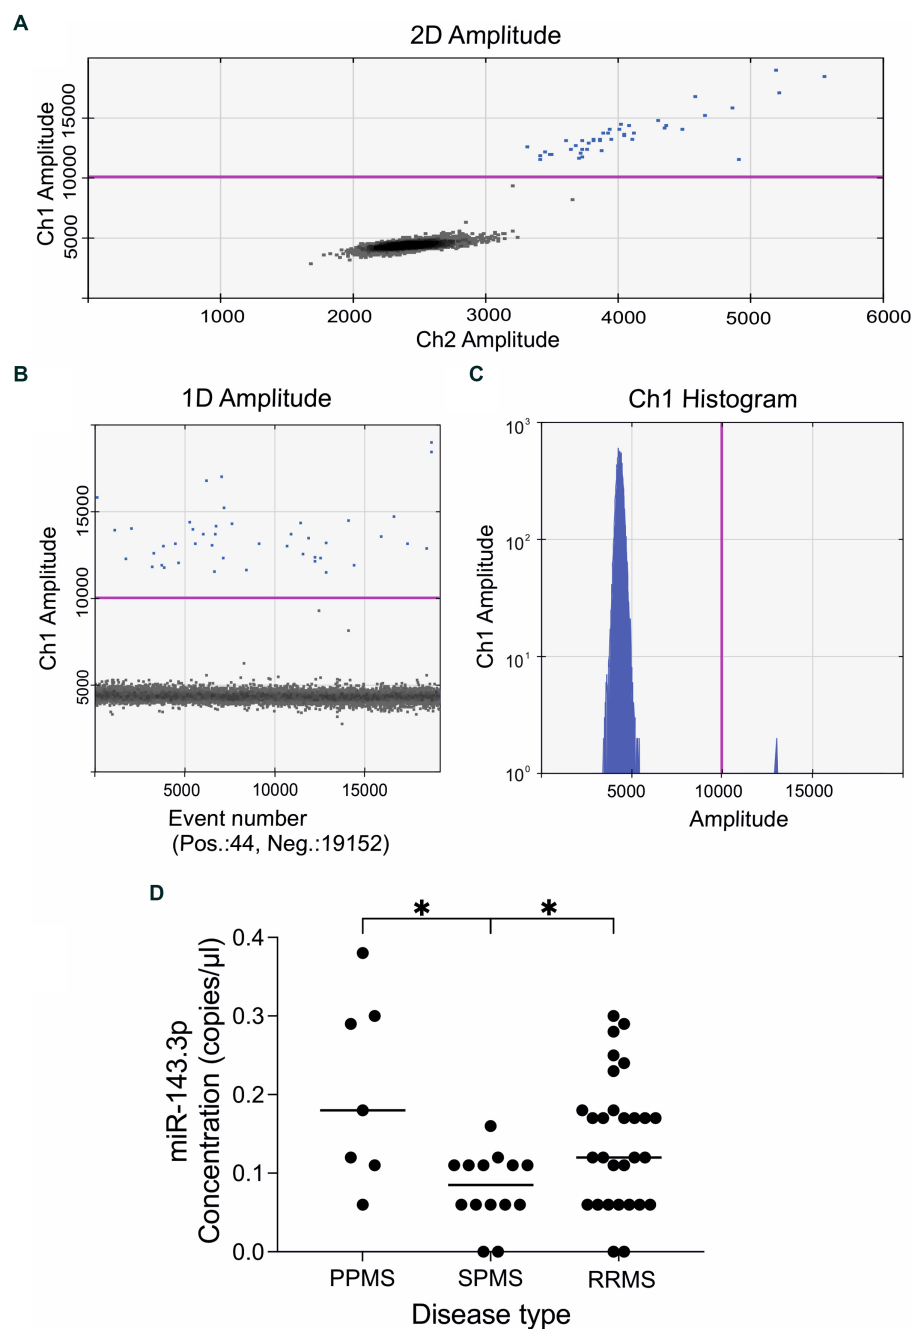 A
2D Amplitude
Ch1 Amplitude
15000
10000
5000
1000 2000 3000 4000 5000 6000
Ch2 Amplitude
B
1D Amplitude
Ch1 Amplitude
15000
10000
5000
5000 10000 15000
Event number
(Pos.:44, Neg.:19152)
C
Ch1 Histogram
Ch1 Amplitude
10³
10²
10¹
10⁰
5000 10000 15000
Amplitude
D
* *
miR-143.3p
Concentration (copies/µl)
0.4
0.3
0.2
0.1
0.0
PPMS SPMS RRMS
Disease type